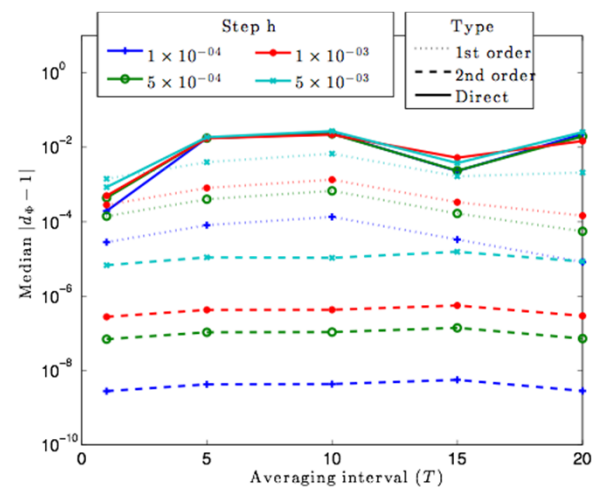 Step h
1 × 10⁻⁰⁴
1 × 10⁻⁰³
5 × 10⁻⁰⁴
5 × 10⁻⁰³
Type
1st order
2nd order
Direct
10⁰
10⁻²
10⁻⁴
10⁻⁶
10⁻⁸
10⁻¹⁰
Median |d_Φ − 1|
0
5
10
15
20
Averaging interval (T)